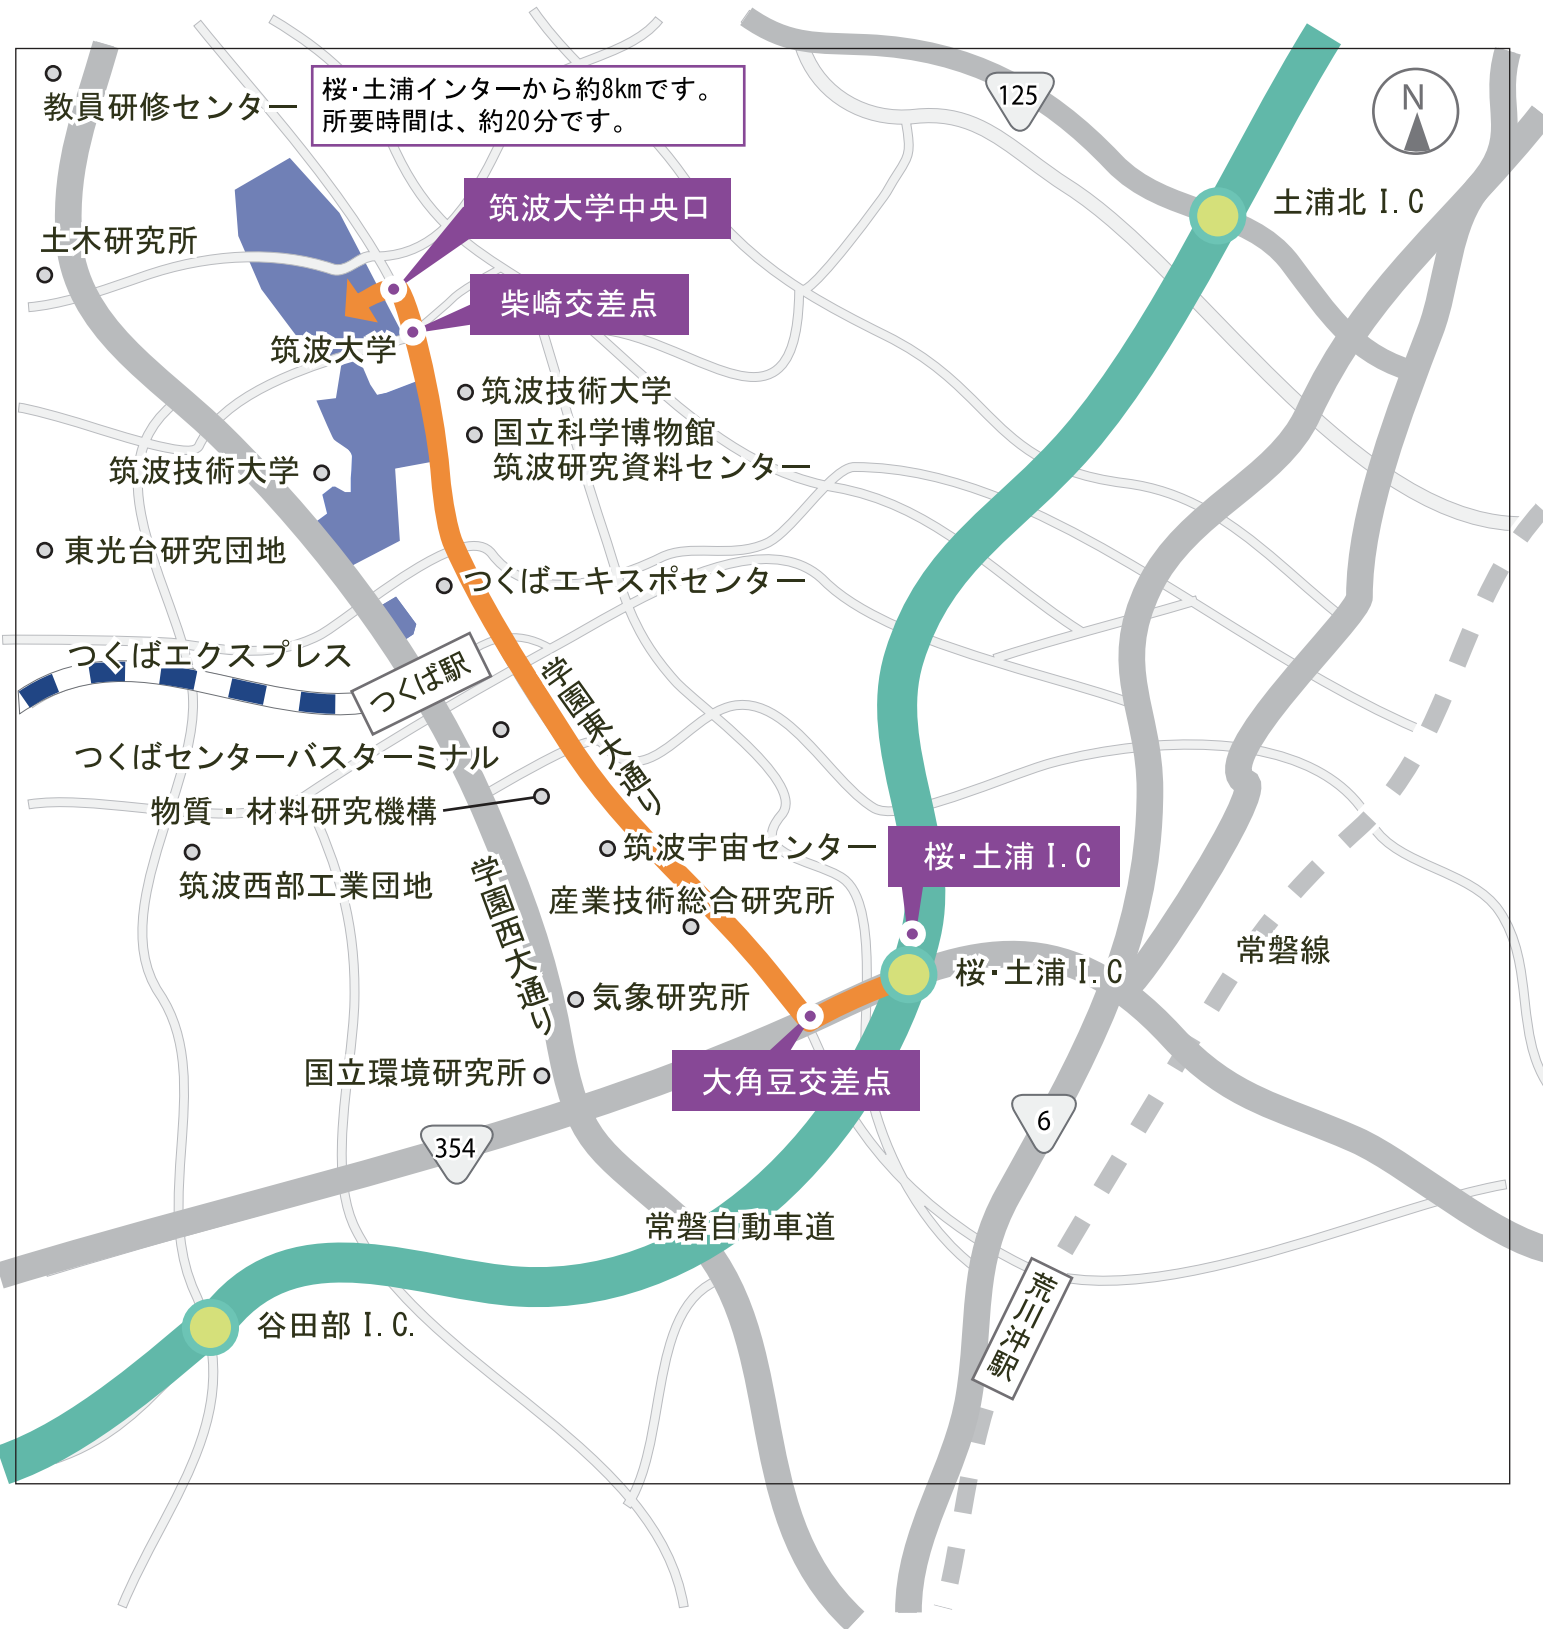 教員研修センター
桜・土浦インターから約8kmです。
所要時間は、約20分です。
125
N
筑波大学中央口
土浦北 I.C
土木研究所
柴崎交差点
筑波大学
筑波技術大学
国立科学博物館
筑波研究資料センター
筑波技術大学
東光台研究団地
つくばエキスポセンター
つくばエクスプレス
つくば駅
学園東大通り
つくばセンターバスターミナル
物質・材料研究機構
筑波宇宙センター
桜・土浦 I.C
筑波西部工業団地
学園西大通り
産業技術総合研究所
常磐線
桜・土浦 I.C
気象研究所
国立環境研究所
大角豆交差点
6
354
常磐自動車道
荒川沖駅
谷田部 I.C.